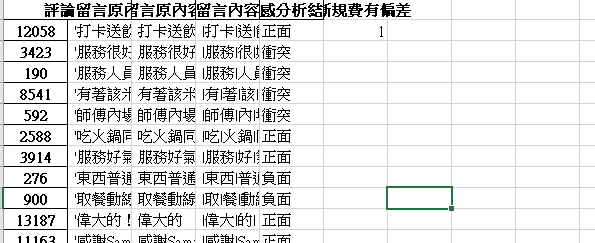 評論留言原內言原內容留言內容感分析結新規費有偏差
12058 '打卡送飲 打卡送飲 |打卡|送| 正面 1
3423 '服務很好 服務很好 |服務|很| 衝突
190 '服務人員 服務人員 |服務|人 衝突
8541 '有著該米 有著該米 有|著|該| 衝突
592 '師傅內場 師傅內場 |師傅|內 衝突
2588 '吃火鍋同 吃火鍋同 |吃火鍋| 正面
3914 '服務好氣 服務好氣 |服務|好| 正面
276 '東西普通 東西普通 |東西|普 負面
900 '取餐動線 取餐動線 |取|餐|動 負面
13187 '偉大的! 偉大的 |偉大|的| 正面
11163 '感謝Sam 感謝Sam |感謝|Sa 正面